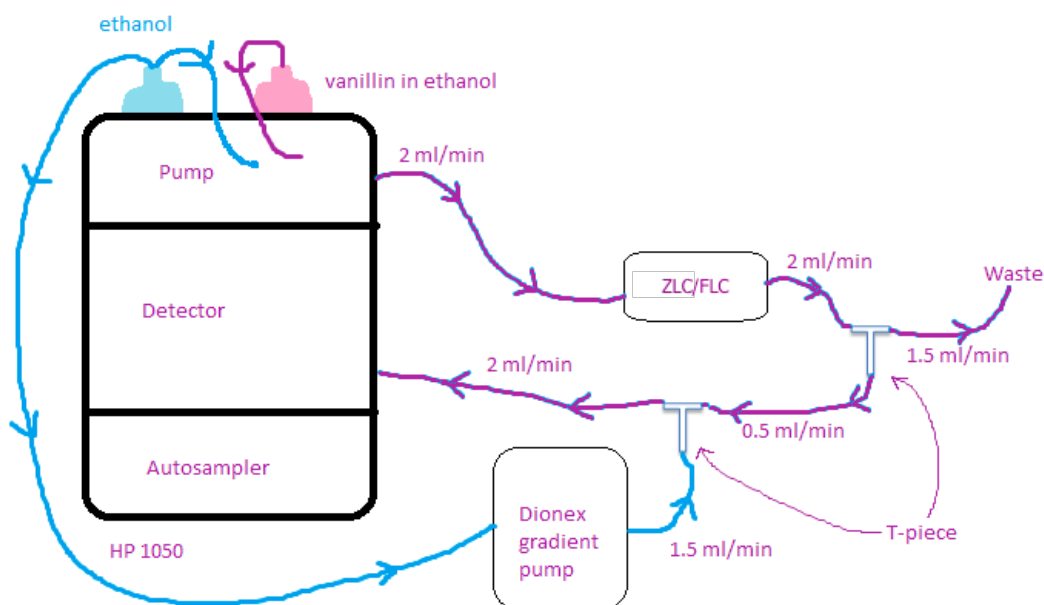 ethanol
vanillin in ethanol
Pump
2 ml/min
ZLC/FLC
2 ml/min
Waste
1.5 ml/min
Detector
2 ml/min
0.5 ml/min
Autosampler
Dionex
gradient
pump
1.5 ml/min
T-piece
HP 1050